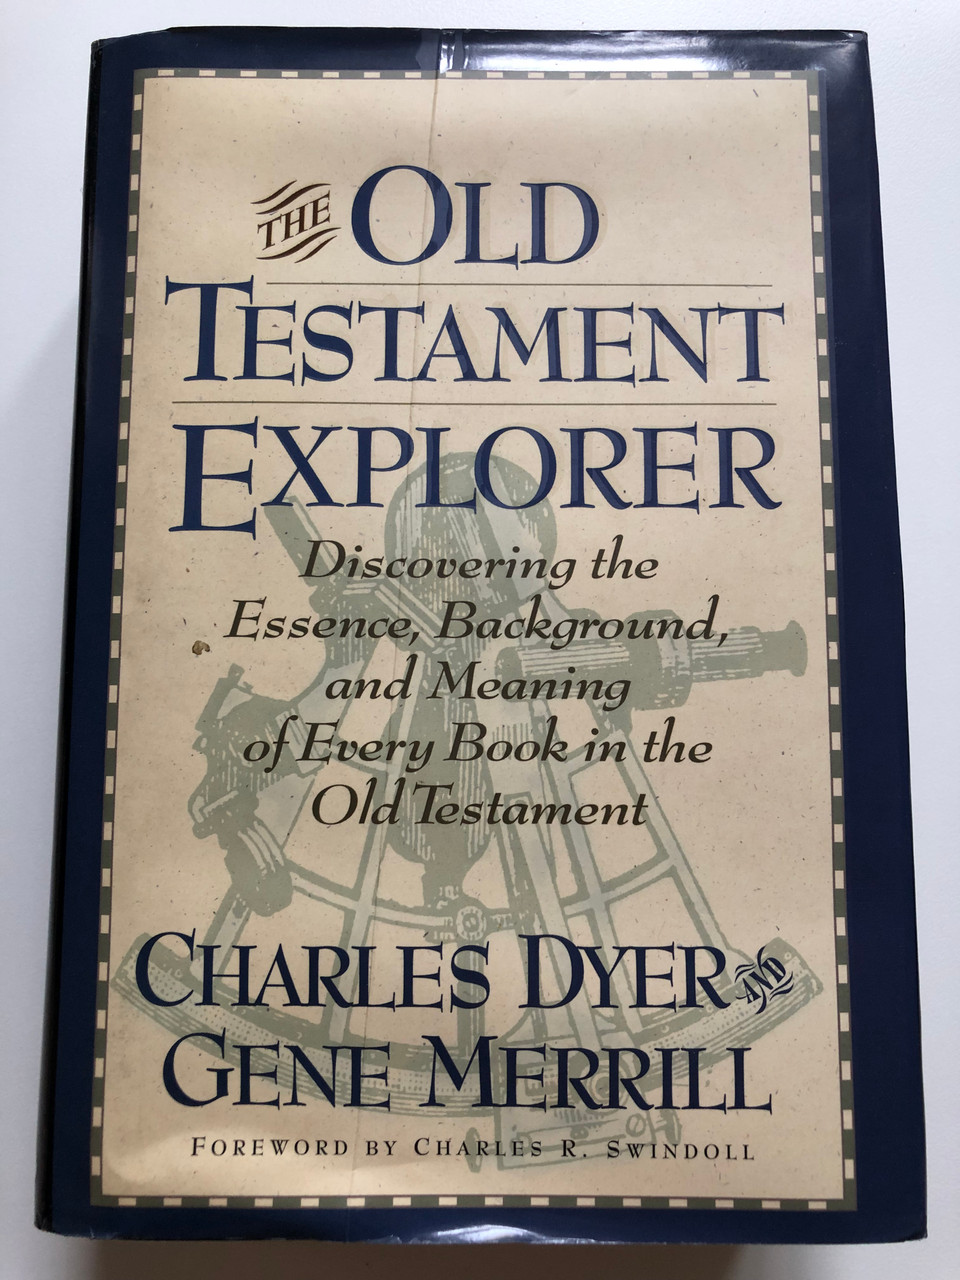 THE OLD
TESTAMENT
EXPLORER
Discovering the
Essence, Background,
and Meaning
of Every Book in the
Old Testament
CHARLES DYER AND
GENE MERRILL
FOREWORD BY CHARLES R. SWINDOLL